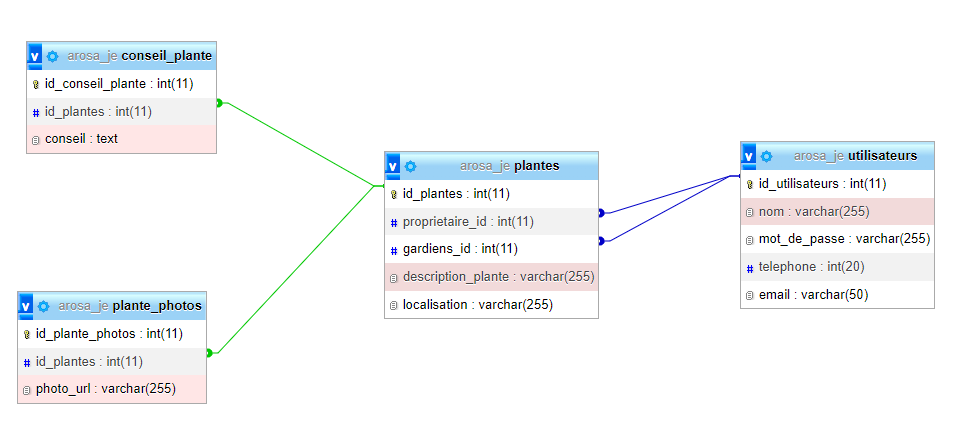 v arosa_je conseil_plante
id_conseil_plante : int(11)
# id_plantes : int(11)
conseil : text
v arosa_je plante_photos
id_plante_photos : int(11)
# id_plantes : int(11)
photo_url : varchar(255)
v arosa_je plantes
id_plantes : int(11)
# proprietaire_id : int(11)
# gardiens_id : int(11)
description_plante : varchar(255)
localisation : varchar(255)
v arosa_je utilisateurs
id_utilisateurs : int(11)
nom : varchar(255)
mot_de_passe : varchar(255)
# telephone : int(20)
email : varchar(50)